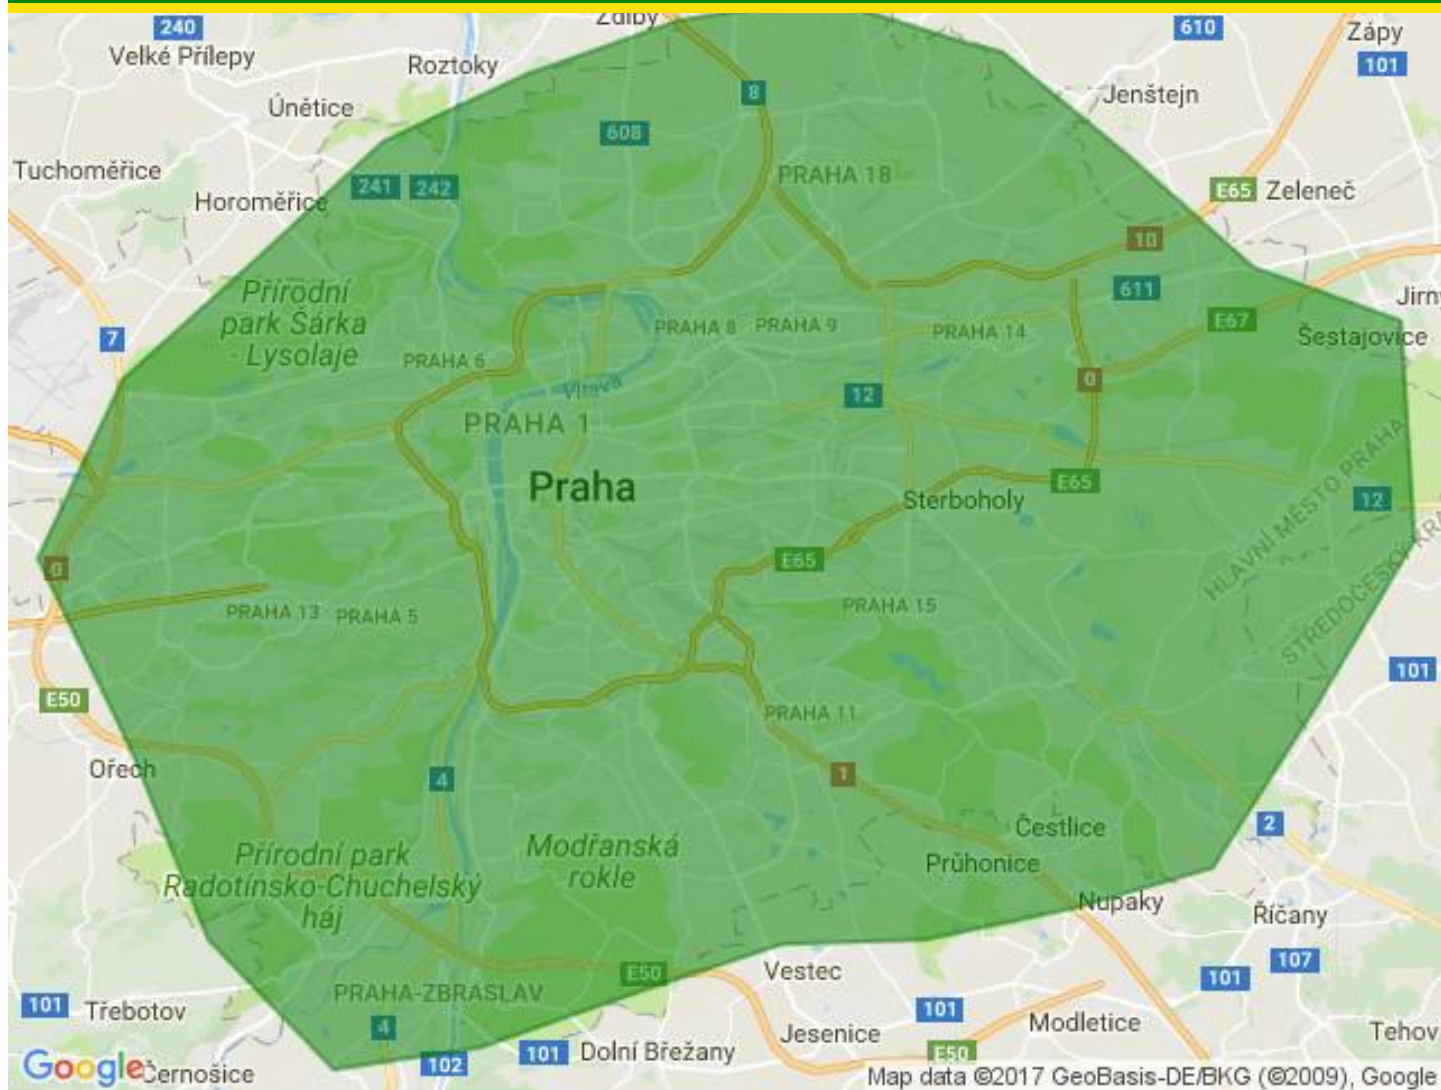 Zdiby
240
610
Zápy
Velké Přílepy
Roztoky
101
8
Únětice
Jenštejn
608
Tuchoměřice
PRAHA 18
241
242
E65
Zeleneč
Horoměřice
10
Přírodní
park Šárka
- Lysolaje
611
Jirn
7
PRAHA 8
PRAHA 9
PRAHA 14
E67
Šestajovice
PRAHA 6
Vltava
0
12
PRAHA 1
Praha
Sterboholy
E65
12
HLAVNÍ MĚSTO PRAHA
STŘEDOČESKÝ KRA
0
E65
PRAHA 13
PRAHA 5
PRAHA 15
101
E50
PRAHA 11
Ořech
4
1
2
Čestlice
Přírodní park
Radotínsko-Chuchelský
háj
Modřanská
rokle
Průhonice
Nupaky
Říčany
E50
Vestec
107
101
101
Třebotov
PRAHA-ZBRASLAV
4
101
Jesenice
Modletice
Tehov
Google
Černošice
102
101
Dolní Břežany
E50
Map data ©2017 GeoBasis-DE/BKG (©2009), Google